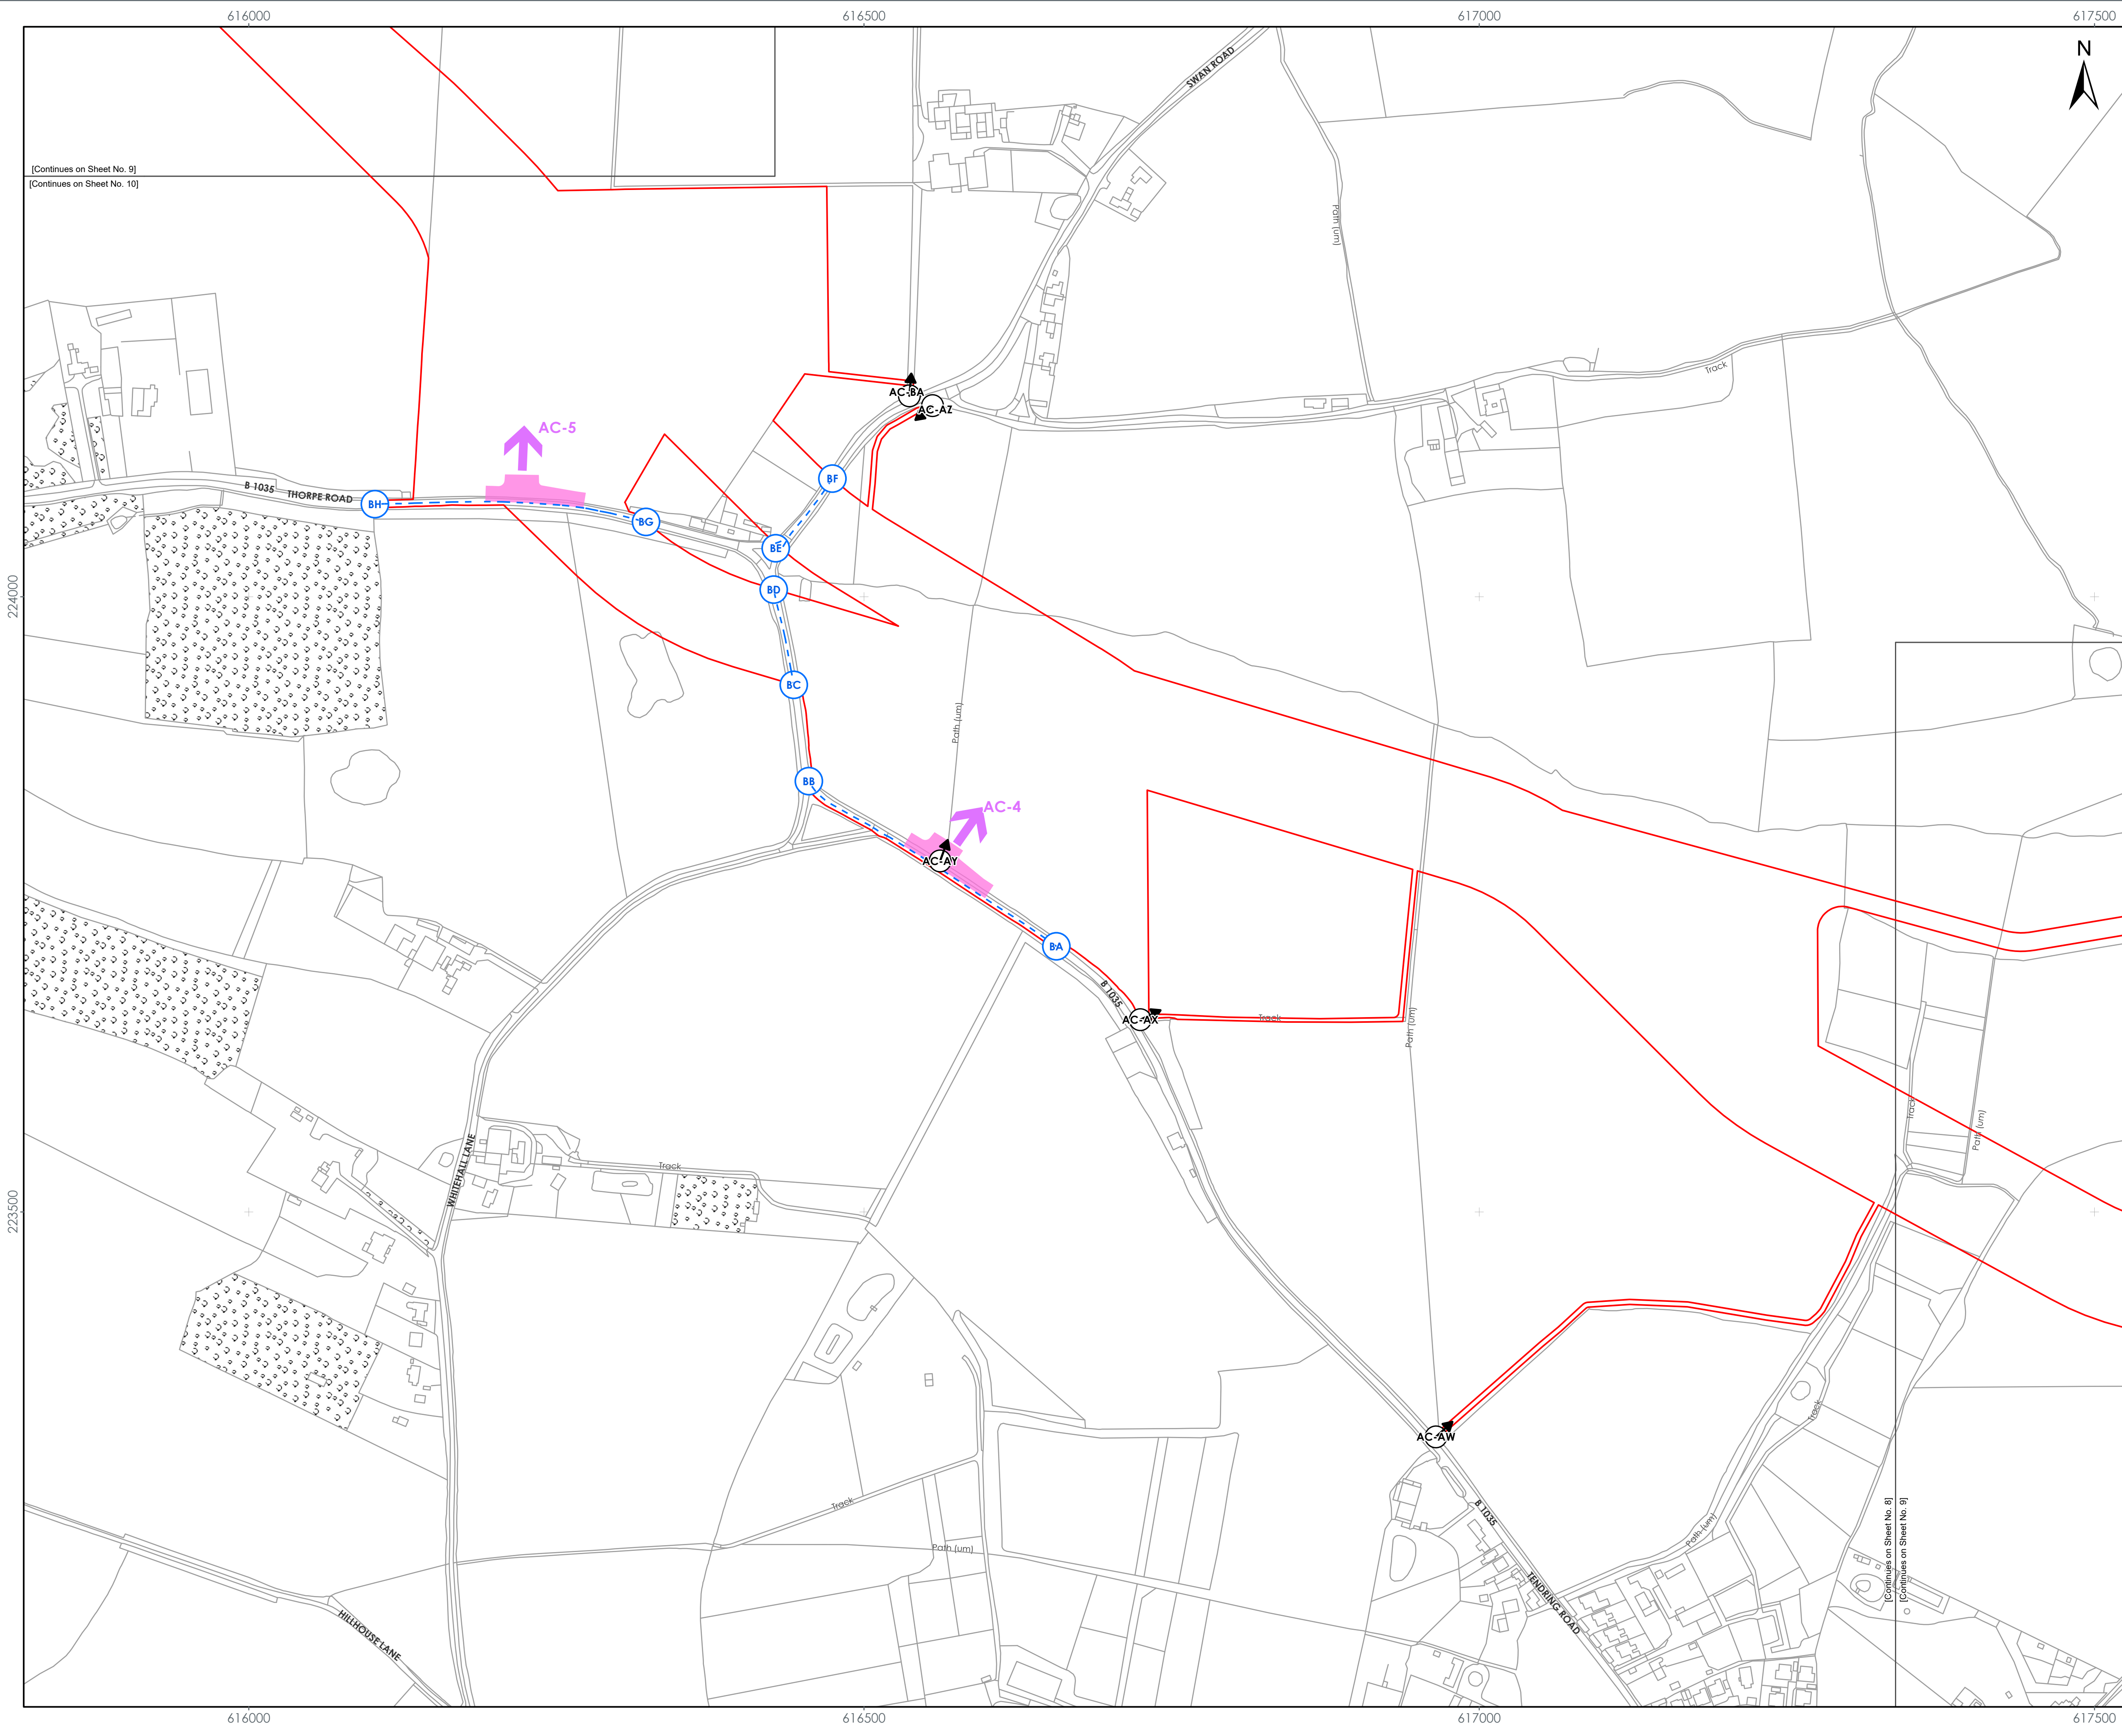 616000
616500
617000
617500
N
SWAN ROAD
[Continues on Sheet No. 9]
[Continues on Sheet No. 10]
Path (um)
Track
AC-BA
AC-AZ
AC-5
BF
B 1035
THORPE ROAD
BH
BG
BE
BD
224000
BC
Path (um)
BB
AC-4
AC-AY
BA
B 1035
AC-AX
Track
Path (um)
Track
Path (um)
WHITEHALL LANE
Track
223500
AC-AW
Track
Track
B 1035
Path (um)
Path (um)
[Continues on Sheet No. 8]
[Continues on Sheet No. 9]
TENDRING ROAD
HILLHOUSE LANE
616000
616500
617000
617500